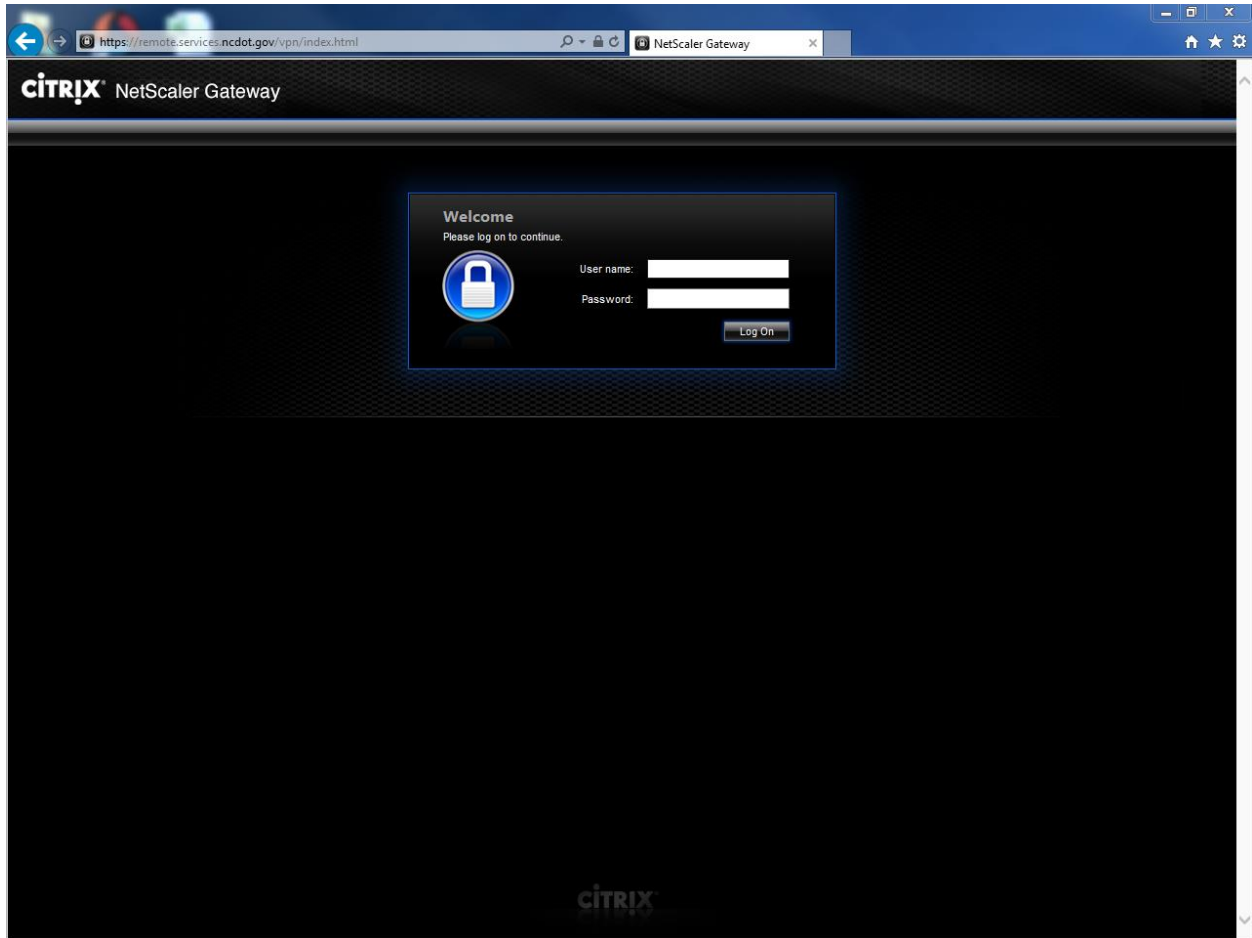 https://remote.services.ncdot.gov/vpn/index.html
NetScaler Gateway
CITRIX NetScaler Gateway
Welcome
Please log on to continue.
User name:
Password:
Log On
CITRIX